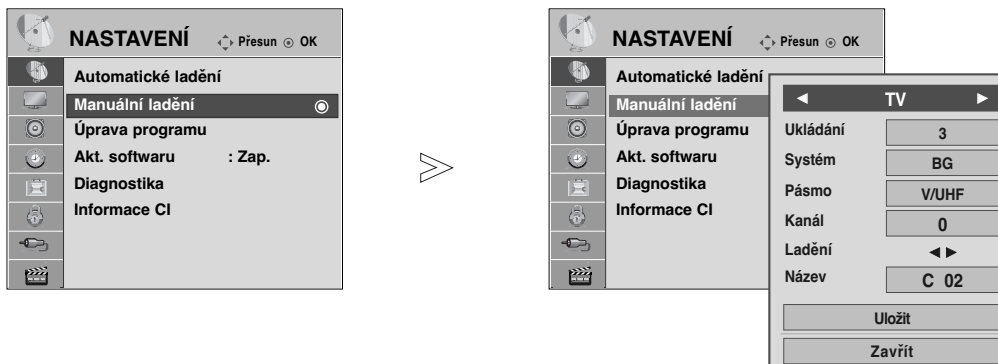 NASTAVENÍ Přesun OK
Automatické ladění
Manuální ladění
Úprava programu
Akt. softwaru : Zap.
Diagnostika
Informace CI
NASTAVENÍ Přesun OK
Automatické ladění
Manuální ladění
Úprava programu
Akt. softwaru
Diagnostika
Informace CI
◄ TV ►
Ukládání 3
Systém BG
Pásmo V/UHF
Kanál 0
Ladění ◄►
Název C 02
Uložit
Zavřít